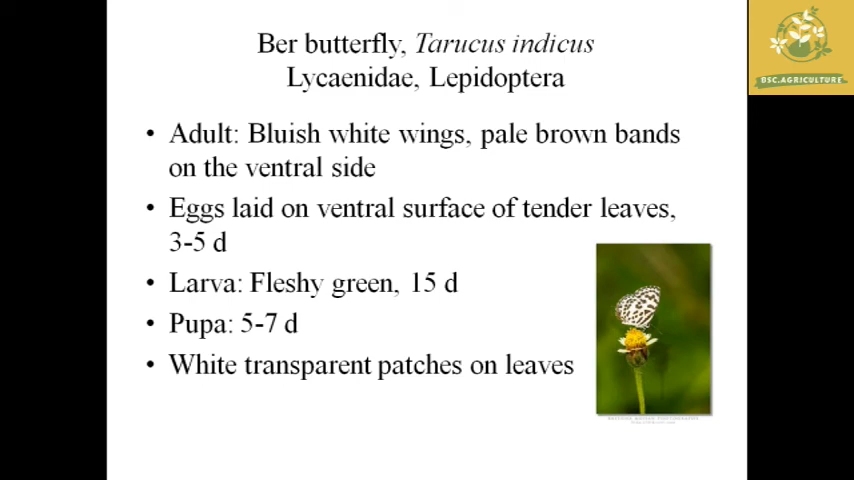 Ber butterfly, Tarucus indicus
Lycaenidae, Lepidoptera
BSC.AGRICULTURE
• Adult: Bluish white wings, pale brown bands
on the ventral side
• Eggs laid on ventral surface of tender leaves,
3-5 d
• Larva: Fleshy green, 15 d
• Pupa: 5-7 d
• White transparent patches on leaves